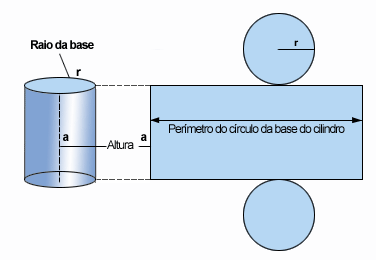 Raio da base
r
r
a
Altura
a
Perímetro do círculo da base do cilindro